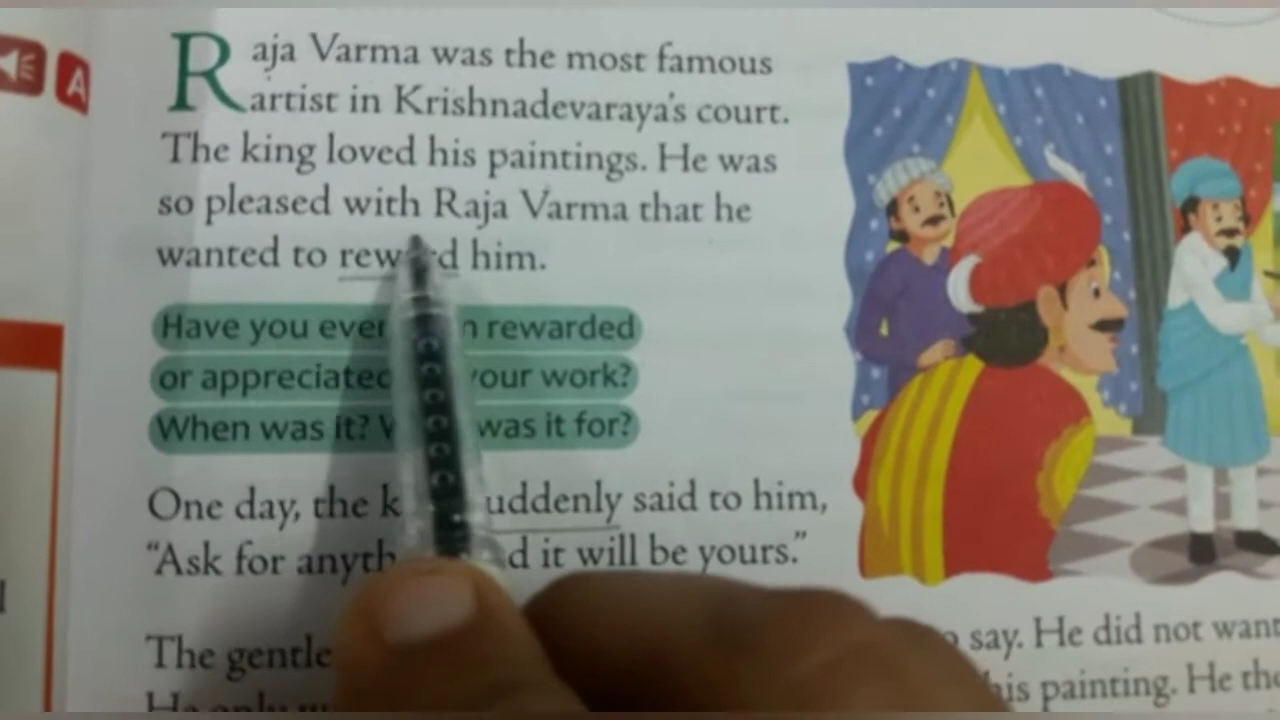 A
Raja Varma was the most famous
artist in Krishnadevaraya's court.
The king loved his paintings. He was
so pleased with Raja Varma that he
wanted to him.
Have you ever rewarded
or your work?
When was it? was it for?
One day, the said to him,
"Ask for it will be yours."
The
say. He did not want
his painting. He